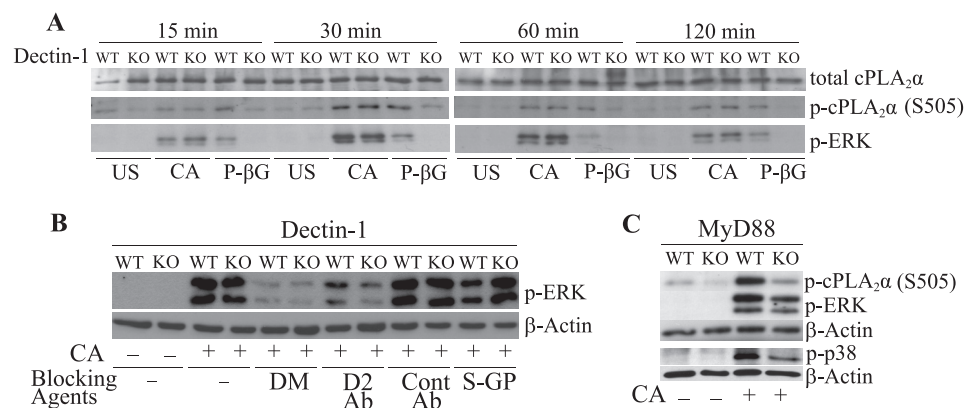 A
15 min 30 min 60 min 120 min
Dectin-1 WT KO WT KO WT KO WT KO WT KO WT KO WT KO WT KO WT KO WT KO WT KO WT KO
total cPLA₂α
p-cPLA₂α (S505)
p-ERK
US CA P-βG US CA P-βG US CA P-βG US CA P-βG
B
Dectin-1
WT KO WT KO WT KO WT KO WT KO WT KO
p-ERK
β-Actin
CA – – + + + + + + + + + +
Blocking Agents – – DM D2 Ab Cont Ab S-GP
C
MyD88
WT KO WT KO
p-cPLA₂α (S505)
p-ERK
β-Actin
p-p38
β-Actin
CA – – + +